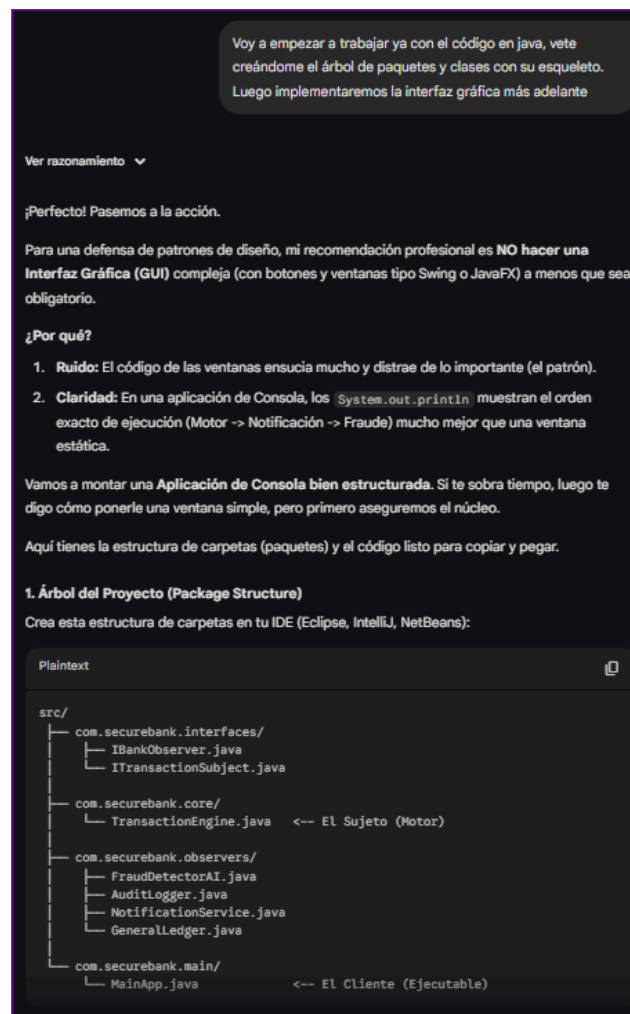 Voy a empezar a trabajar ya con el código en java, vete
creándome el árbol de paquetes y clases con su esqueleto.
Luego implementaremos la interfaz gráfica más adelante
Ver razonamiento
¡Perfecto! Pasemos a la acción.
Para una defensa de patrones de diseño, mi recomendación profesional es NO hacer una
Interfaz Gráfica (GUI) compleja (con botones y ventanas tipo Swing o JavaFX) a menos que sea
obligatorio.
¿Por qué?
1. Ruido: El código de las ventanas ensucia mucho y distrae de lo importante (el patrón).
2. Claridad: En una aplicación de Consola, los System.out.println muestran el orden
exacto de ejecución (Motor -> Notificación -> Fraude) mucho mejor que una ventana
estática.
Vamos a montar una Aplicación de Consola bien estructurada. Si te sobra tiempo, luego te
digo cómo ponerle una ventana simple, pero primero aseguremos el núcleo.
Aquí tienes la estructura de carpetas (paquetes) y el código listo para copiar y pegar.
1. Árbol del Proyecto (Package Structure)
Crea esta estructura de carpetas en tu IDE (Eclipse, IntelliJ, NetBeans):
Plaintext
src/
├── com.securebank.interfaces/
│   ├── IBankObserver.java
│   └── ITransactionSubject.java
│
├── com.securebank.core/
│   └── TransactionEngine.java   <-- El Sujeto (Motor)
│
├── com.securebank.observers/
│   ├── FraudDetectorAI.java
│   ├── AuditLogger.java
│   ├── NotificationService.java
│   └── GeneralLedger.java
│
└── com.securebank.main/
    └── MainApp.java             <-- El Cliente (Ejecutable)